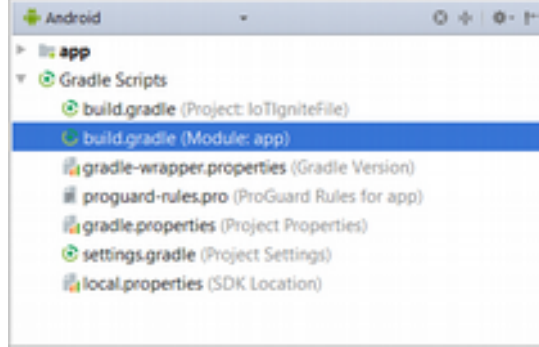 Android
app
Gradle Scripts
build.gradle (Project: IoTIgniteFile)
build.gradle (Module: app)
gradle-wrapper.properties (Gradle Version)
proguard-rules.pro (ProGuard Rules for app)
gradle.properties (Project Properties)
settings.gradle (Project Settings)
local.properties (SDK Location)